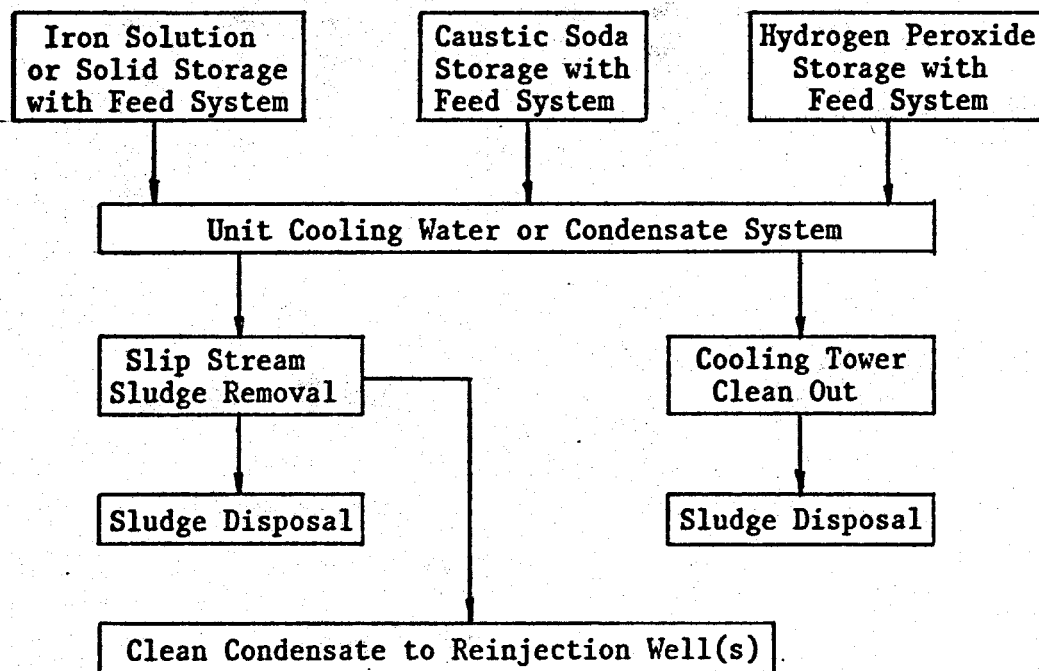 Iron Solution
or Solid Storage
with Feed System
Caustic Soda
Storage with
Feed System
Hydrogen Peroxide
Storage with
Feed System
Unit Cooling Water or Condensate System
Slip Stream
Sludge Removal
Cooling Tower
Clean Out
Sludge Disposal
Sludge Disposal
Clean Condensate to Reinjection Well(s)